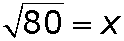 √80 = x